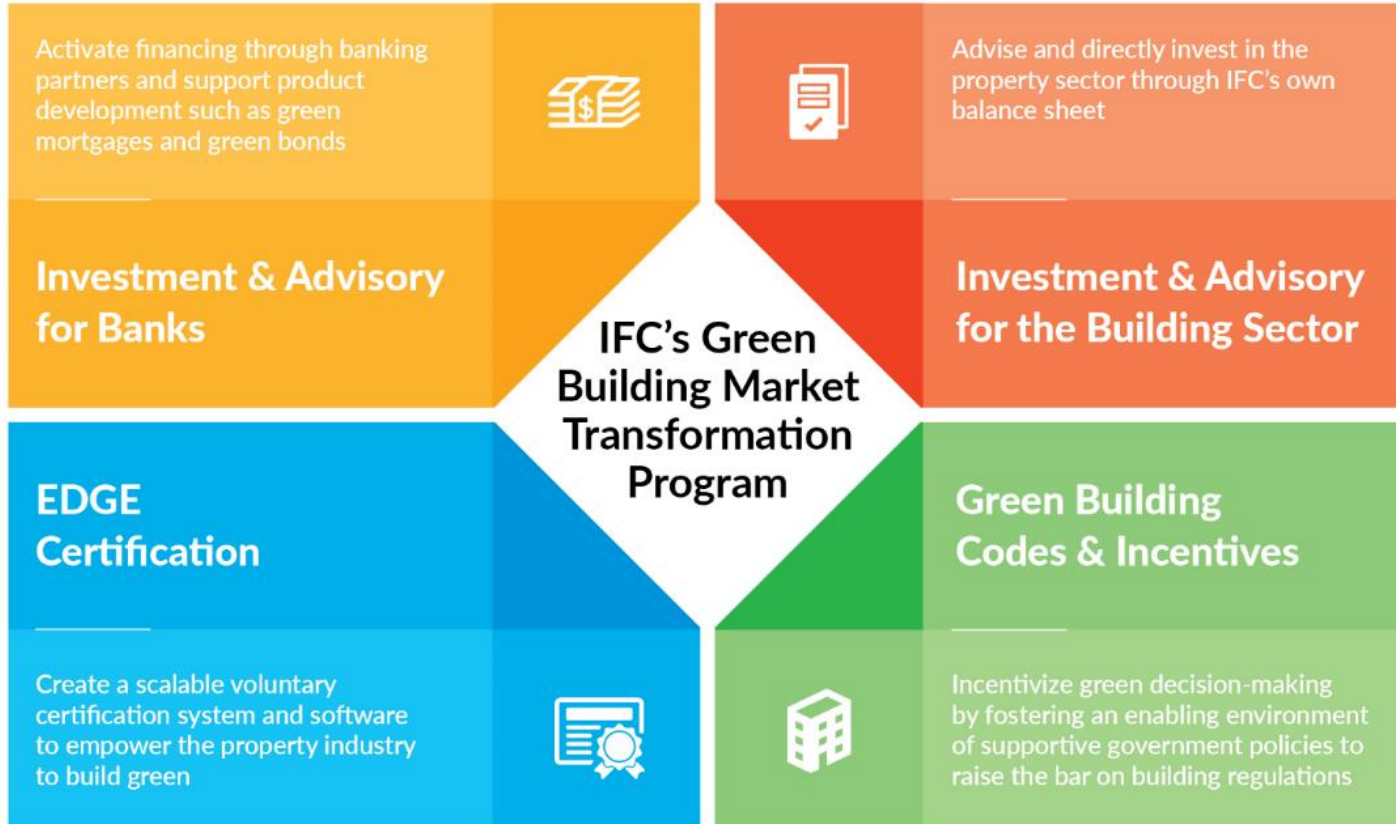 Activate financing through banking
partners and support product
development such as green
mortgages and green bonds
$
Investment & Advisory
for Banks
Advise and directly invest in the
property sector through IFC’s own
balance sheet
Investment & Advisory
for the Building Sector
IFC’s Green
Building Market
Transformation
Program
EDGE
Certification
Create a scalable voluntary
certification system and software
to empower the property industry
to build green
Green Building
Codes & Incentives
Incentivize green decision-making
by fostering an enabling environment
of supportive government policies to
raise the bar on building regulations